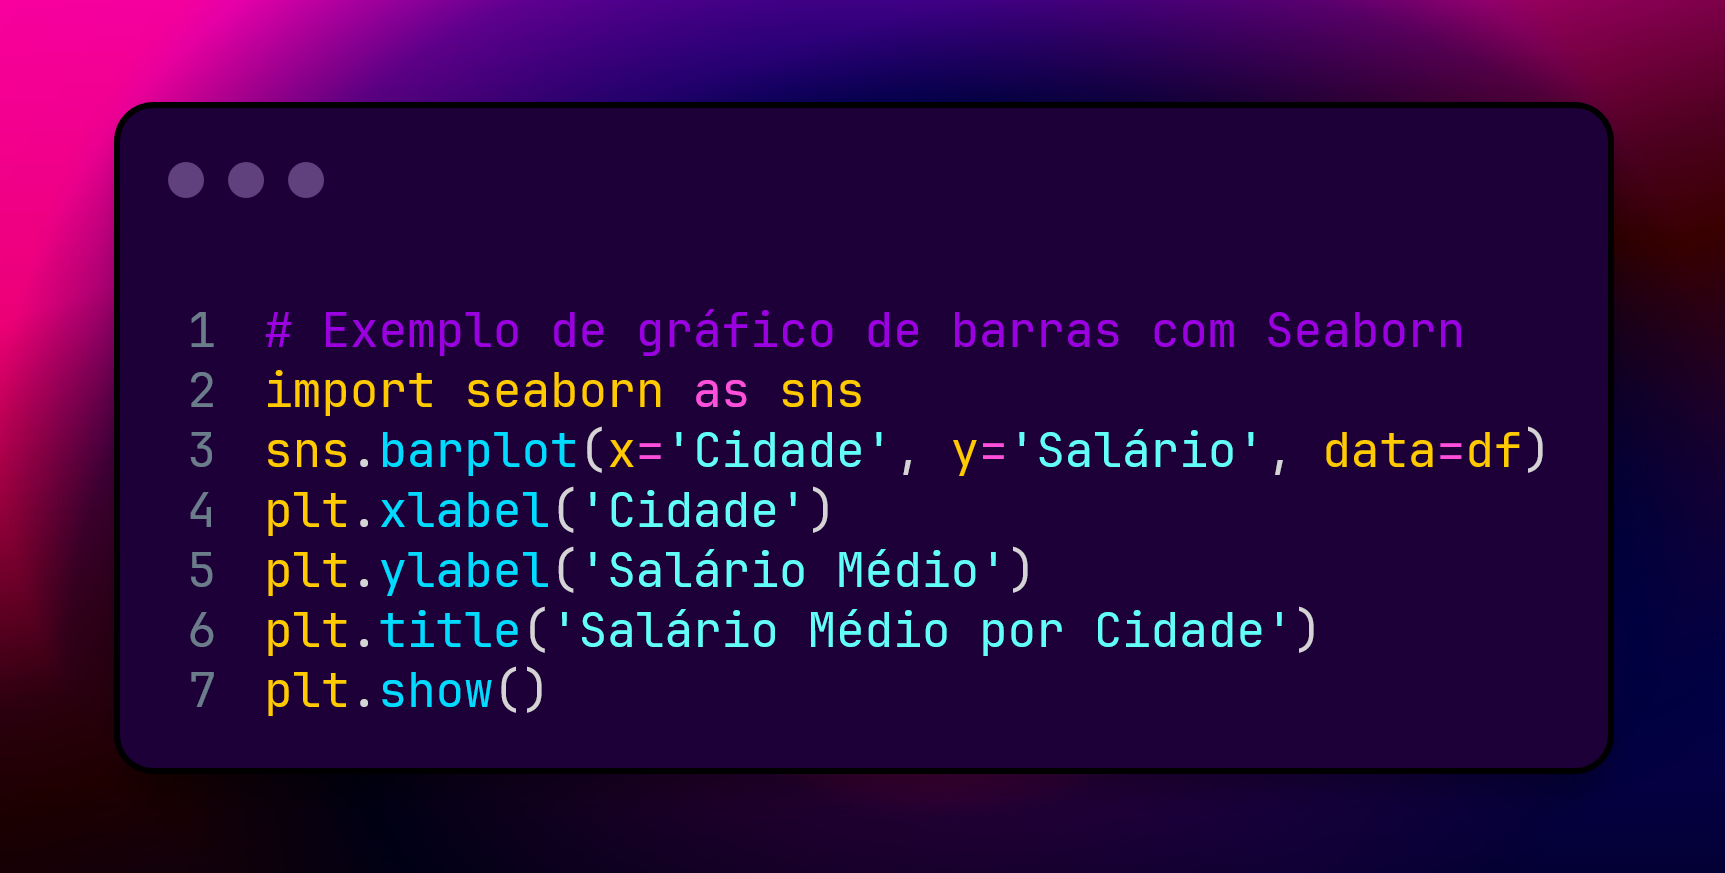 1 # Exemplo de gráfico de barras com Seaborn
2 import seaborn as sns
3 sns.barplot(x='Cidade', y='Salário', data=df)
4 plt.xlabel('Cidade')
5 plt.ylabel('Salário Médio')
6 plt.title('Salário Médio por Cidade')
7 plt.show()